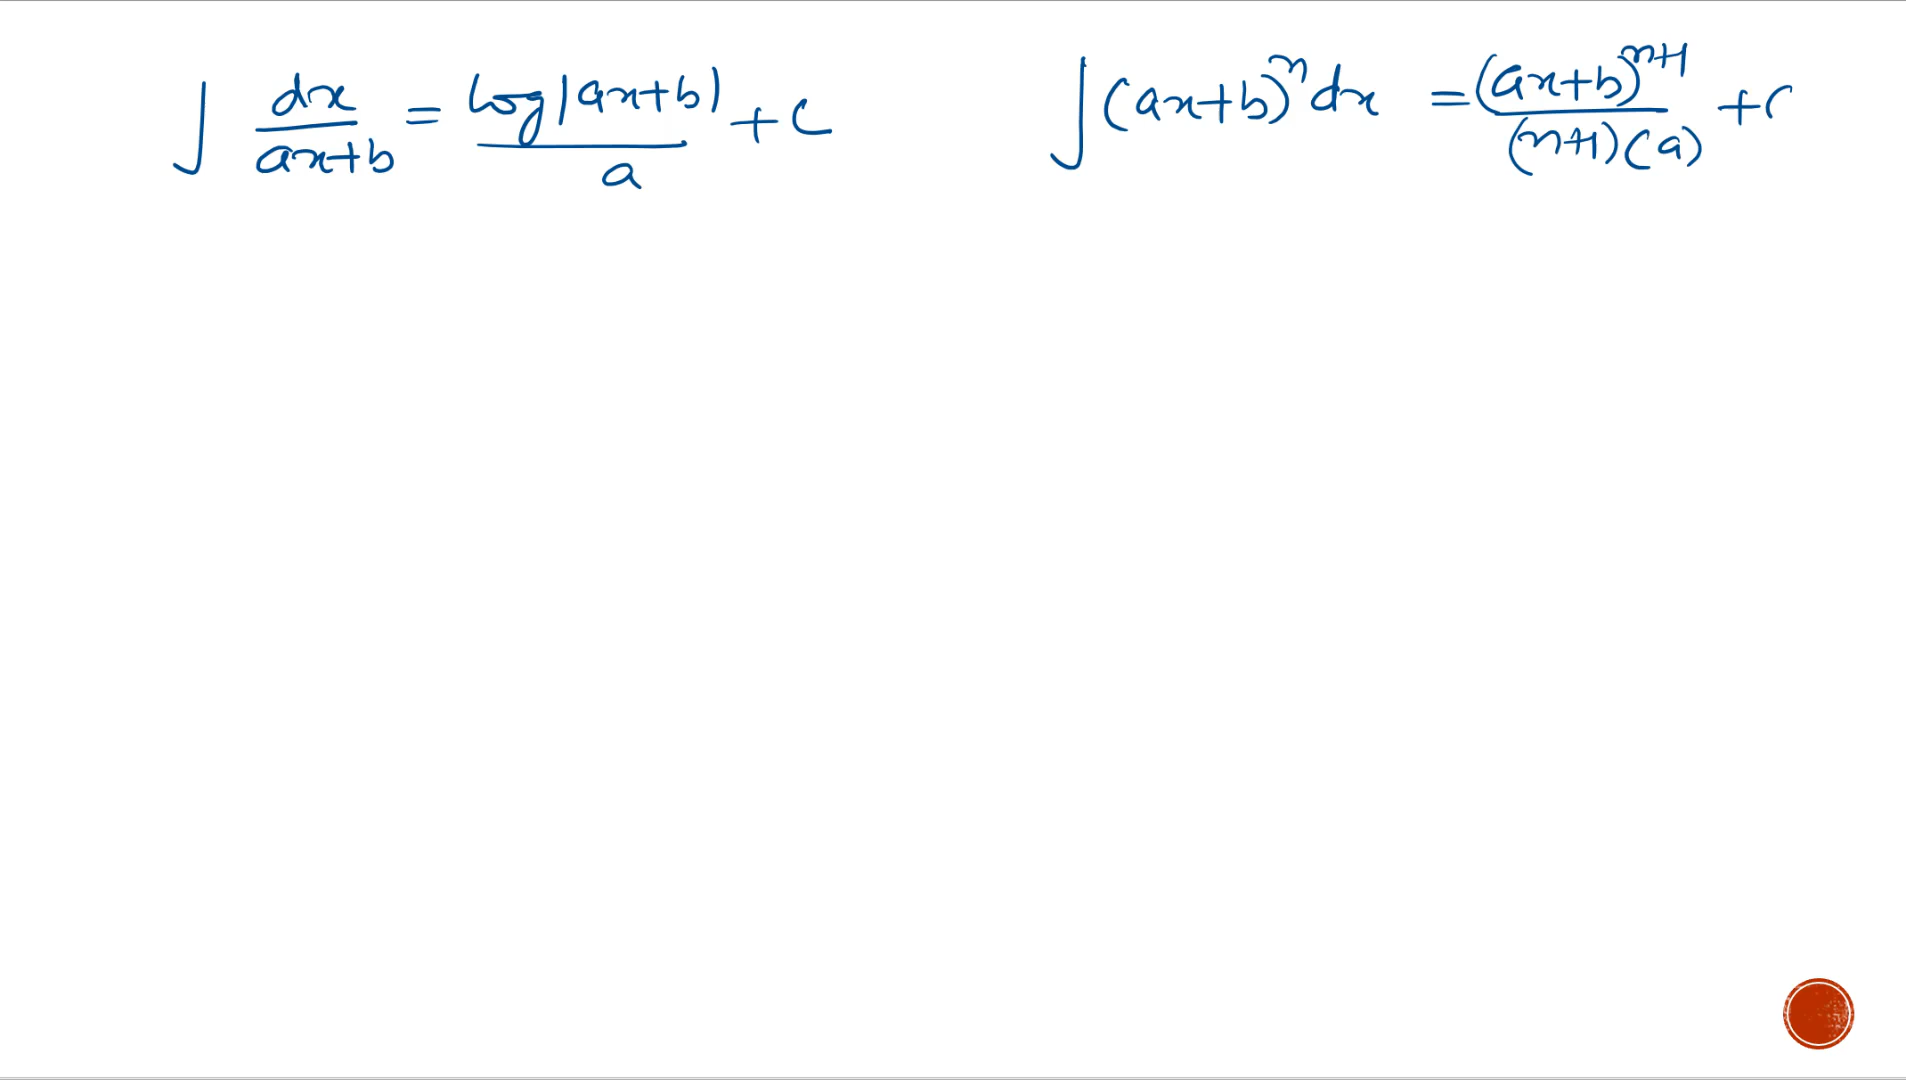 ∫ dx/(ax+b) = log|ax+b|/a + c
∫ (ax+b)^n dx = (ax+b)^(n+1)/((n+1)(a)) + c